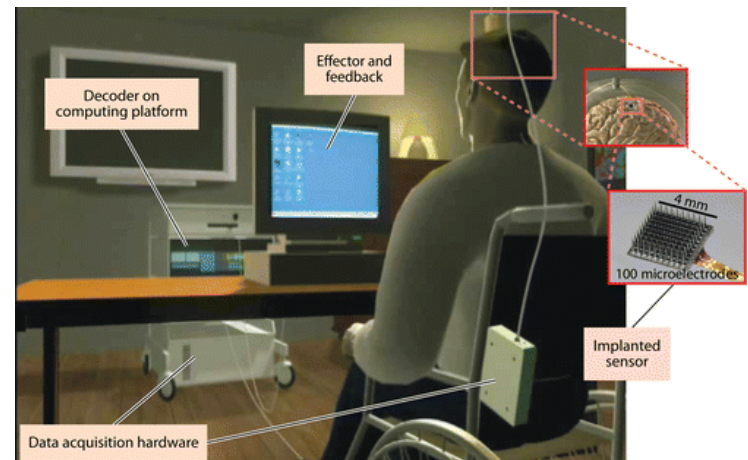 Effector and
feedback
Decoder on
computing platform
4 mm
100 microelectrodes
Implanted
sensor
Data acquisition hardware